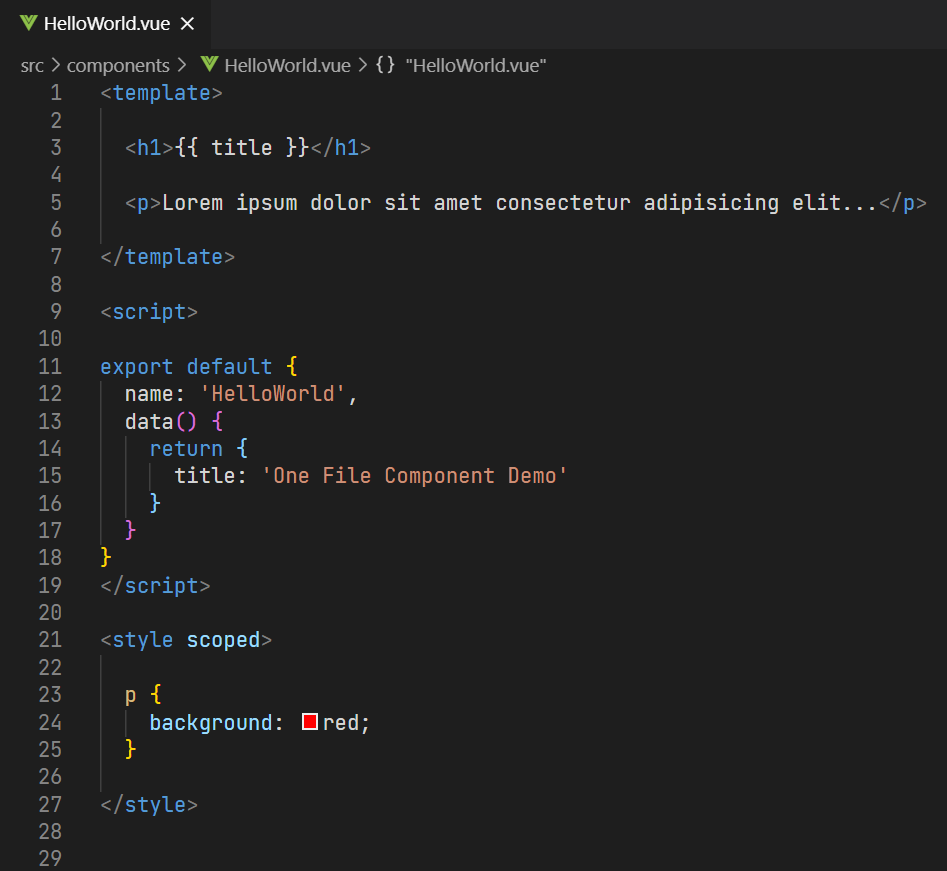 HelloWorld.vue ×
src > components > HelloWorld.vue > {} "HelloWorld.vue"
1 <template>
2
3   <h1>{{ title }}</h1>
4
5   <p>Lorem ipsum dolor sit amet consectetur adipisicing elit...</p>
6
7 </template>
8
9 <script>
10
11 export default {
12   name: 'HelloWorld',
13   data() {
14     return {
15       title: 'One File Component Demo'
16     }
17   }
18 }
19 </script>
20
21 <style scoped>
22
23   p {
24     background: red;
25   }
26
27 </style>
28
29